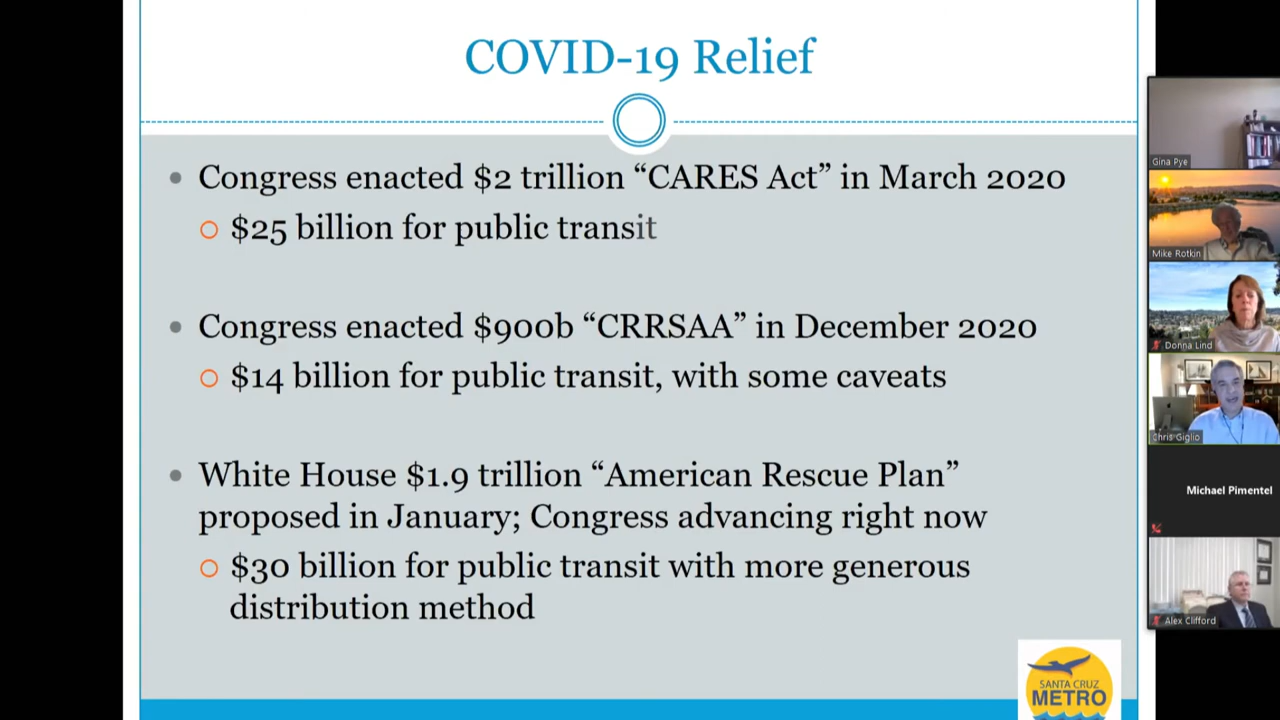 COVID-19 Relief
Congress enacted $2 trillion “CARES Act” in March 2020
$25 billion for public transit
Congress enacted $900b “CRRSAA” in December 2020
$14 billion for public transit, with some caveats
White House $1.9 trillion “American Rescue Plan”
proposed in January; Congress advancing right now
$30 billion for public transit with more generous
distribution method
SANTA CRUZ
METRO
Gina Pye
Mike Rotkin
Donna Lind
Chris Giglio
Michael Pimentel
Alex Clifford